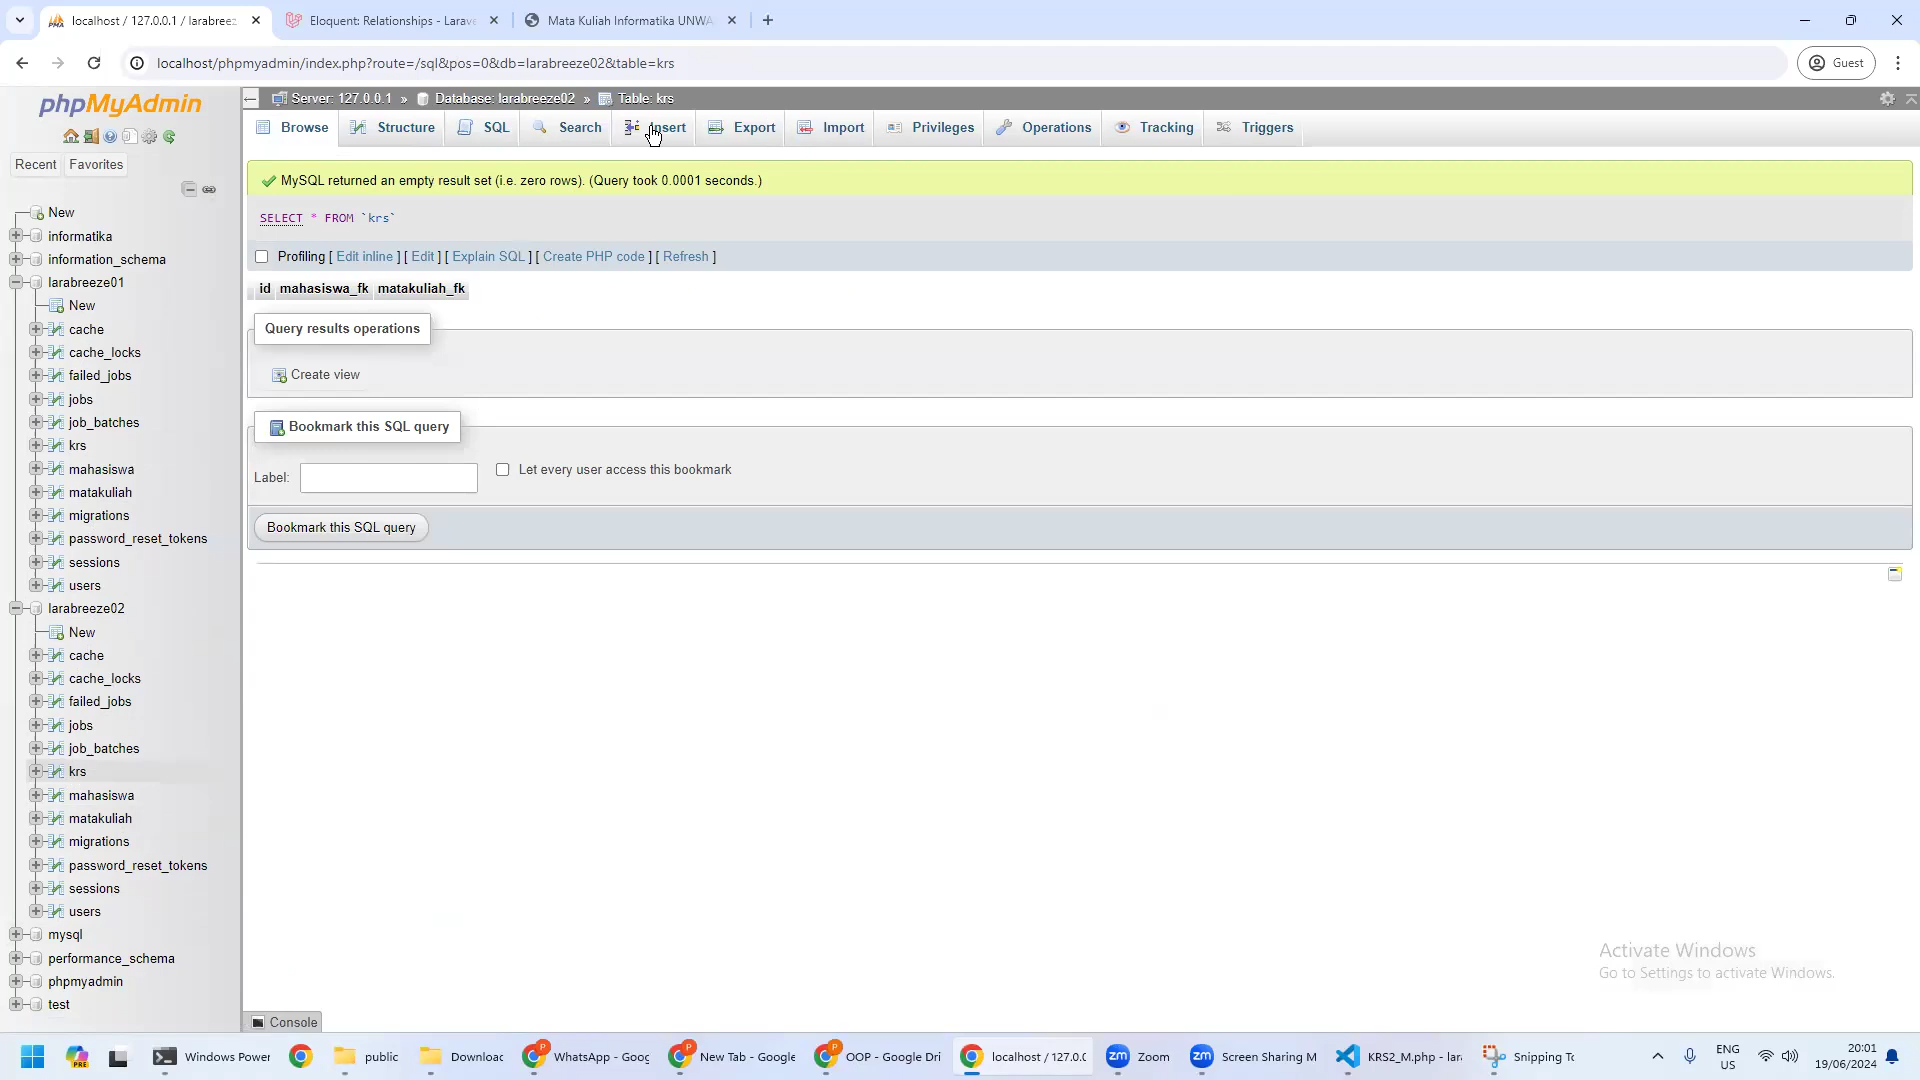 localhost / 127.0.0.1 / larabreez
Eloquent: Relationships - Larave
Mata Kuliah Informatika UNWA
localhost/phpmyadmin/index.php?route=/sql&pos=0&db=larabreeze02&table=krs
Guest
phpMyAdmin
Server: 127.0.0.1 » Database: larabreeze02 » Table: krs
Browse
Structure
SQL
Search
Insert
Export
Import
Privileges
Operations
Tracking
Triggers
Recent
Favorites
New
informatika
information_schema
larabreeze01
New
cache
cache_locks
failed_jobs
jobs
job_batches
krs
mahasiswa
matakuliah
migrations
password_reset_tokens
sessions
users
larabreeze02
New
cache
cache_locks
failed_jobs
jobs
job_batches
krs
mahasiswa
matakuliah
migrations
password_reset_tokens
sessions
users
mysql
performance_schema
phpmyadmin
test
MySQL returned an empty result set (i.e. zero rows). (Query took 0.0001 seconds.)
SELECT * FROM `krs`
Profiling [ Edit inline ] [ Edit ] [ Explain SQL ] [ Create PHP code ] [ Refresh ]
id mahasiswa_fk matakuliah_fk
Query results operations
Create view
Bookmark this SQL query
Label:
Let every user access this bookmark
Bookmark this SQL query
Activate Windows
Go to Settings to activate Windows.
Console
Windows Power
public
Downloac
WhatsApp - Goog
New Tab - Google
OOP - Google Dri
localhost / 127.0.0
Zoom
Screen Sharing M
KRS2_M.php - lar
Snipping To
ENG
US
20:01
19/06/2024